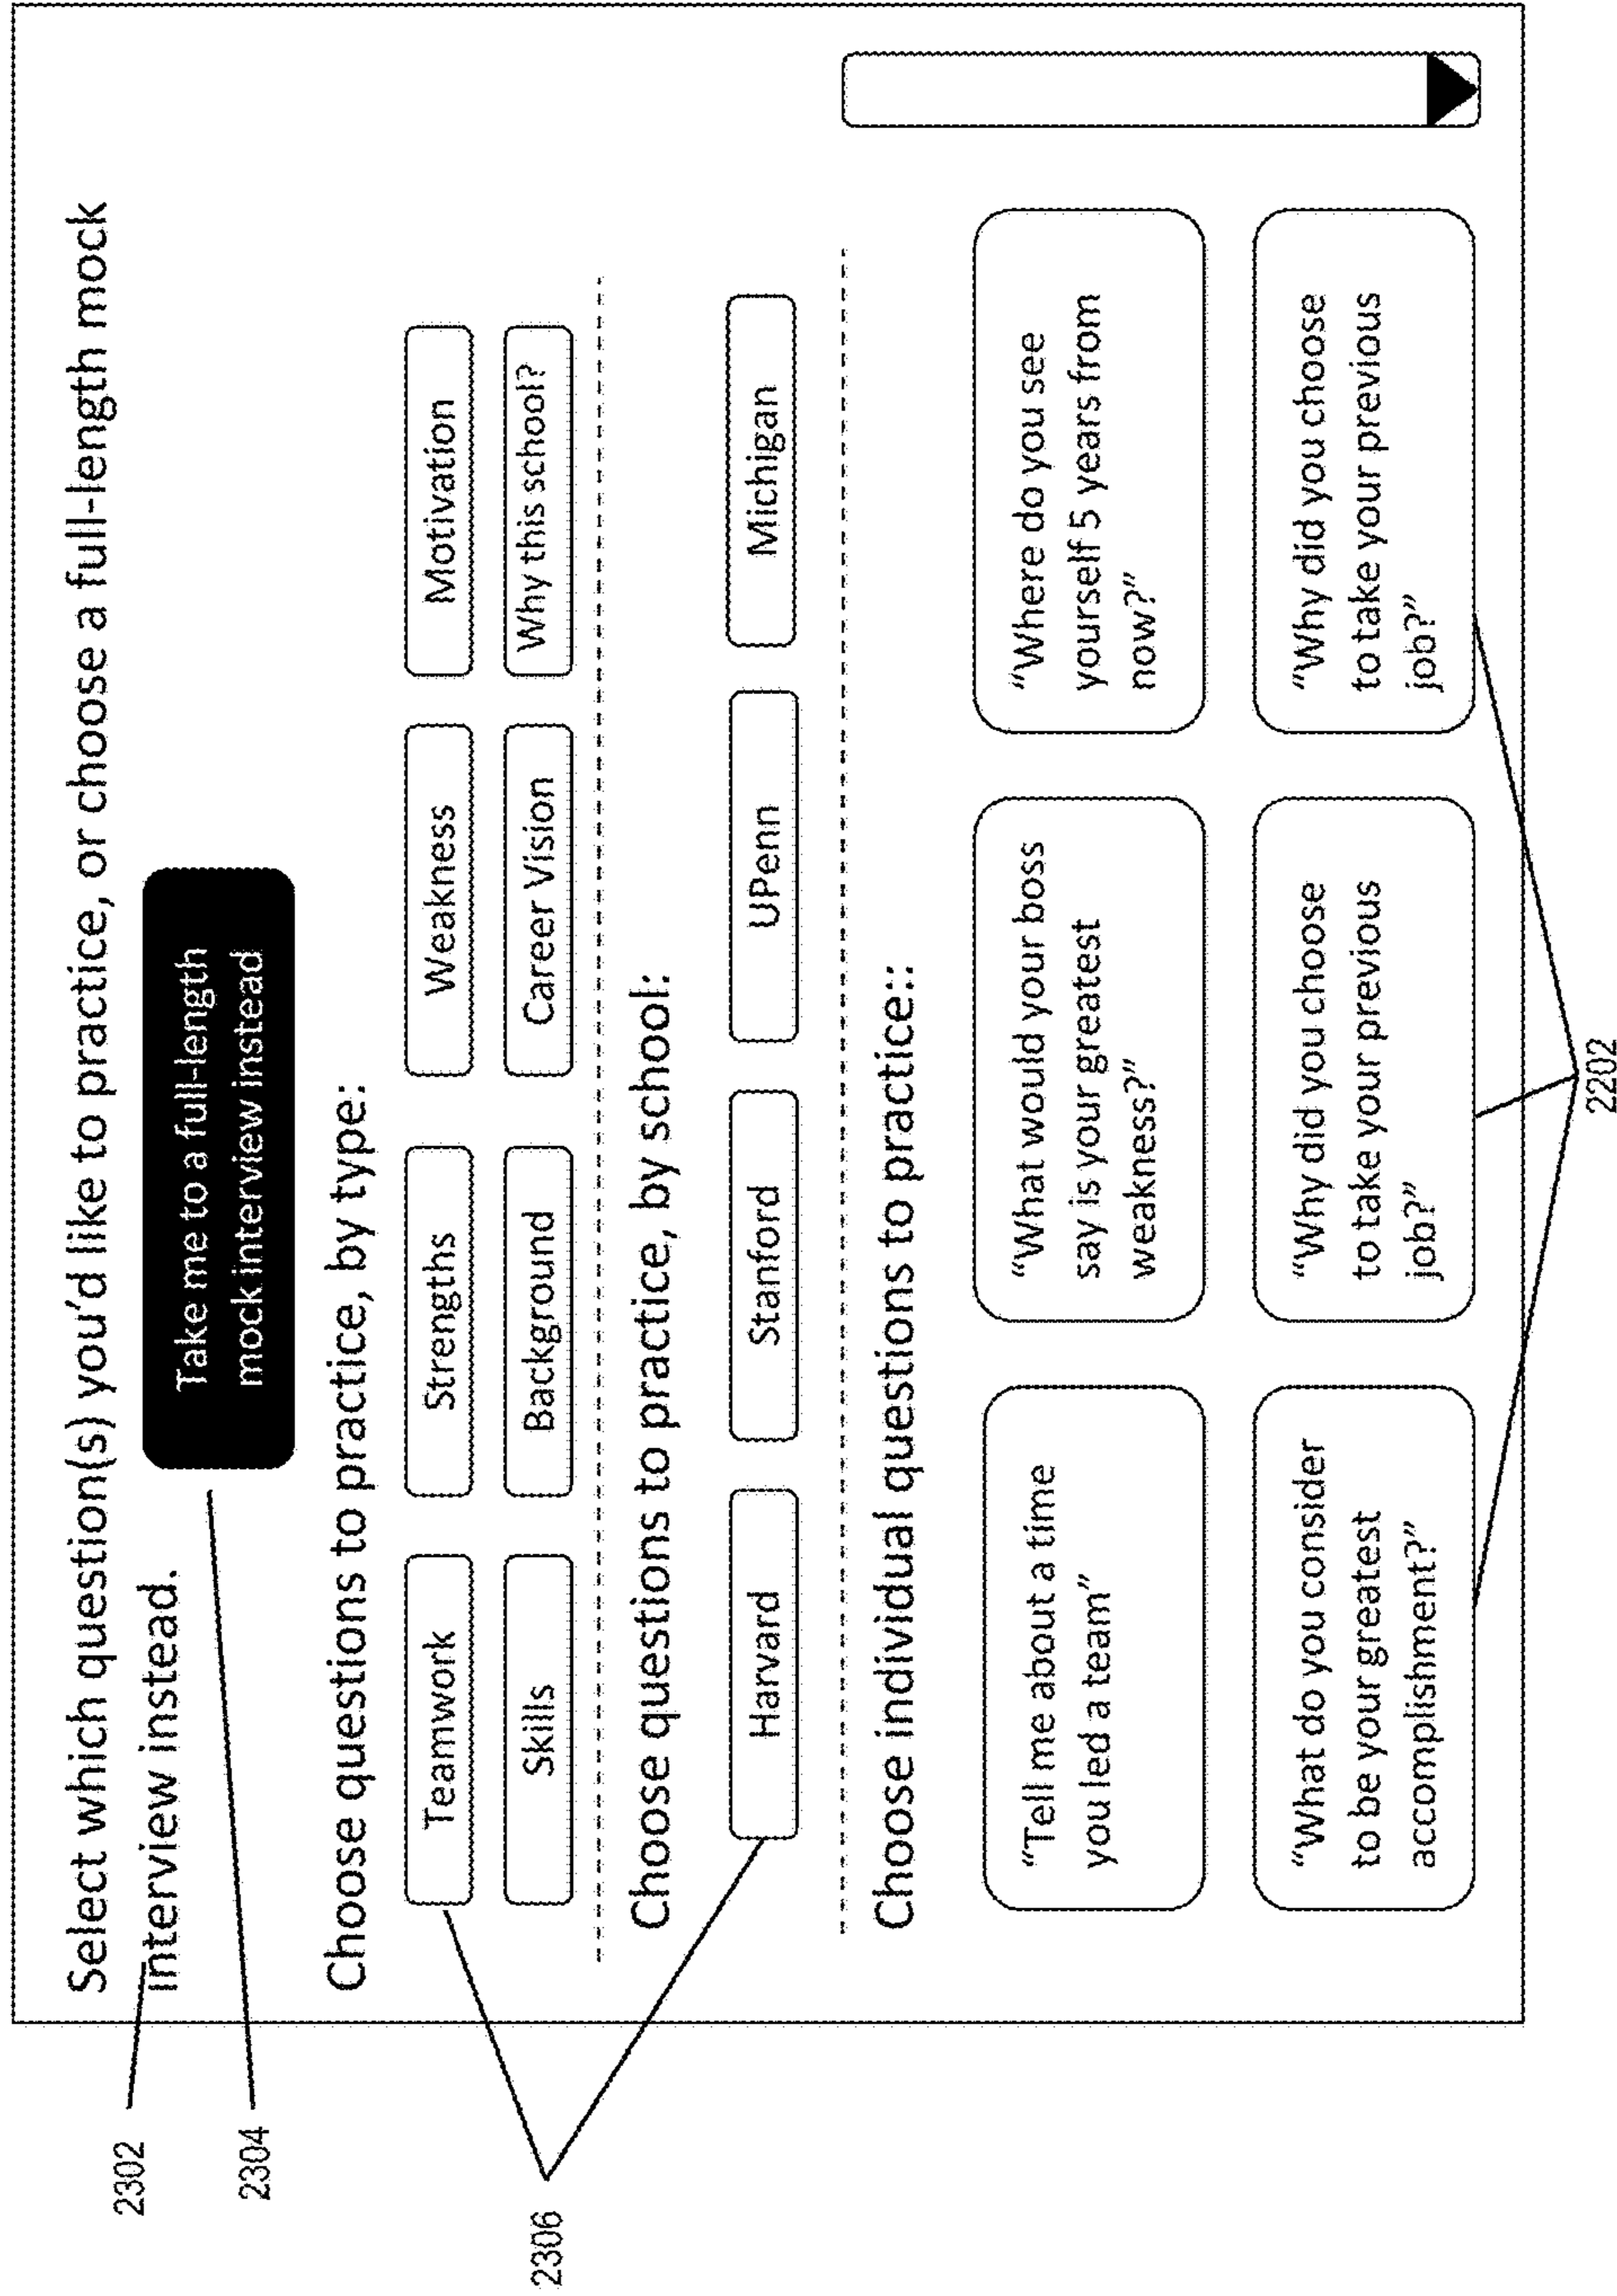 Select which question(s) you’d like to practice, or choose a full-length mock
interview instead.
2302
Take me to a full-length
mock interview instead
2304
Choose questions to practice, by type:
Teamwork
Strengths
Weakness
Motivation
Skills
Background
Career Vision
Why this school?
2306
Choose questions to practice, by school:
Harvard
Stanford
UPenn
Michigan
Choose individual questions to practice::
“Tell me about a time
you led a team”
“What would your boss
say is your greatest
weakness?”
“Where do you see
yourself 5 years from
now?”
“What do you consider
to be your greatest
accomplishment?”
“Why did you choose
to take your previous
job?”
“Why did you choose
to take your previous
job?”
2202